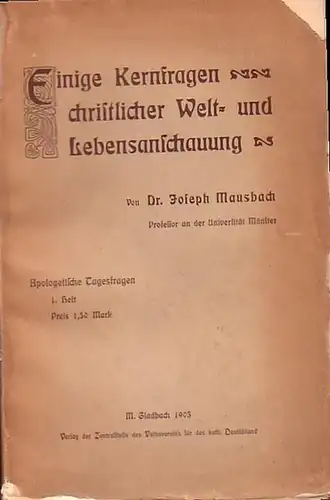 Einige Kernfragen
christlicher Welt- und
Lebensanschauung
Von Dr. Joseph Mausbach
Professor an der Universität Münster
Apologetische Tagesfragen
1. Heft
Preis 1,50 Mark
M. Gladbach 1903
Verlag der Zentralstelle des Volksvereins für das kath. Deutschland